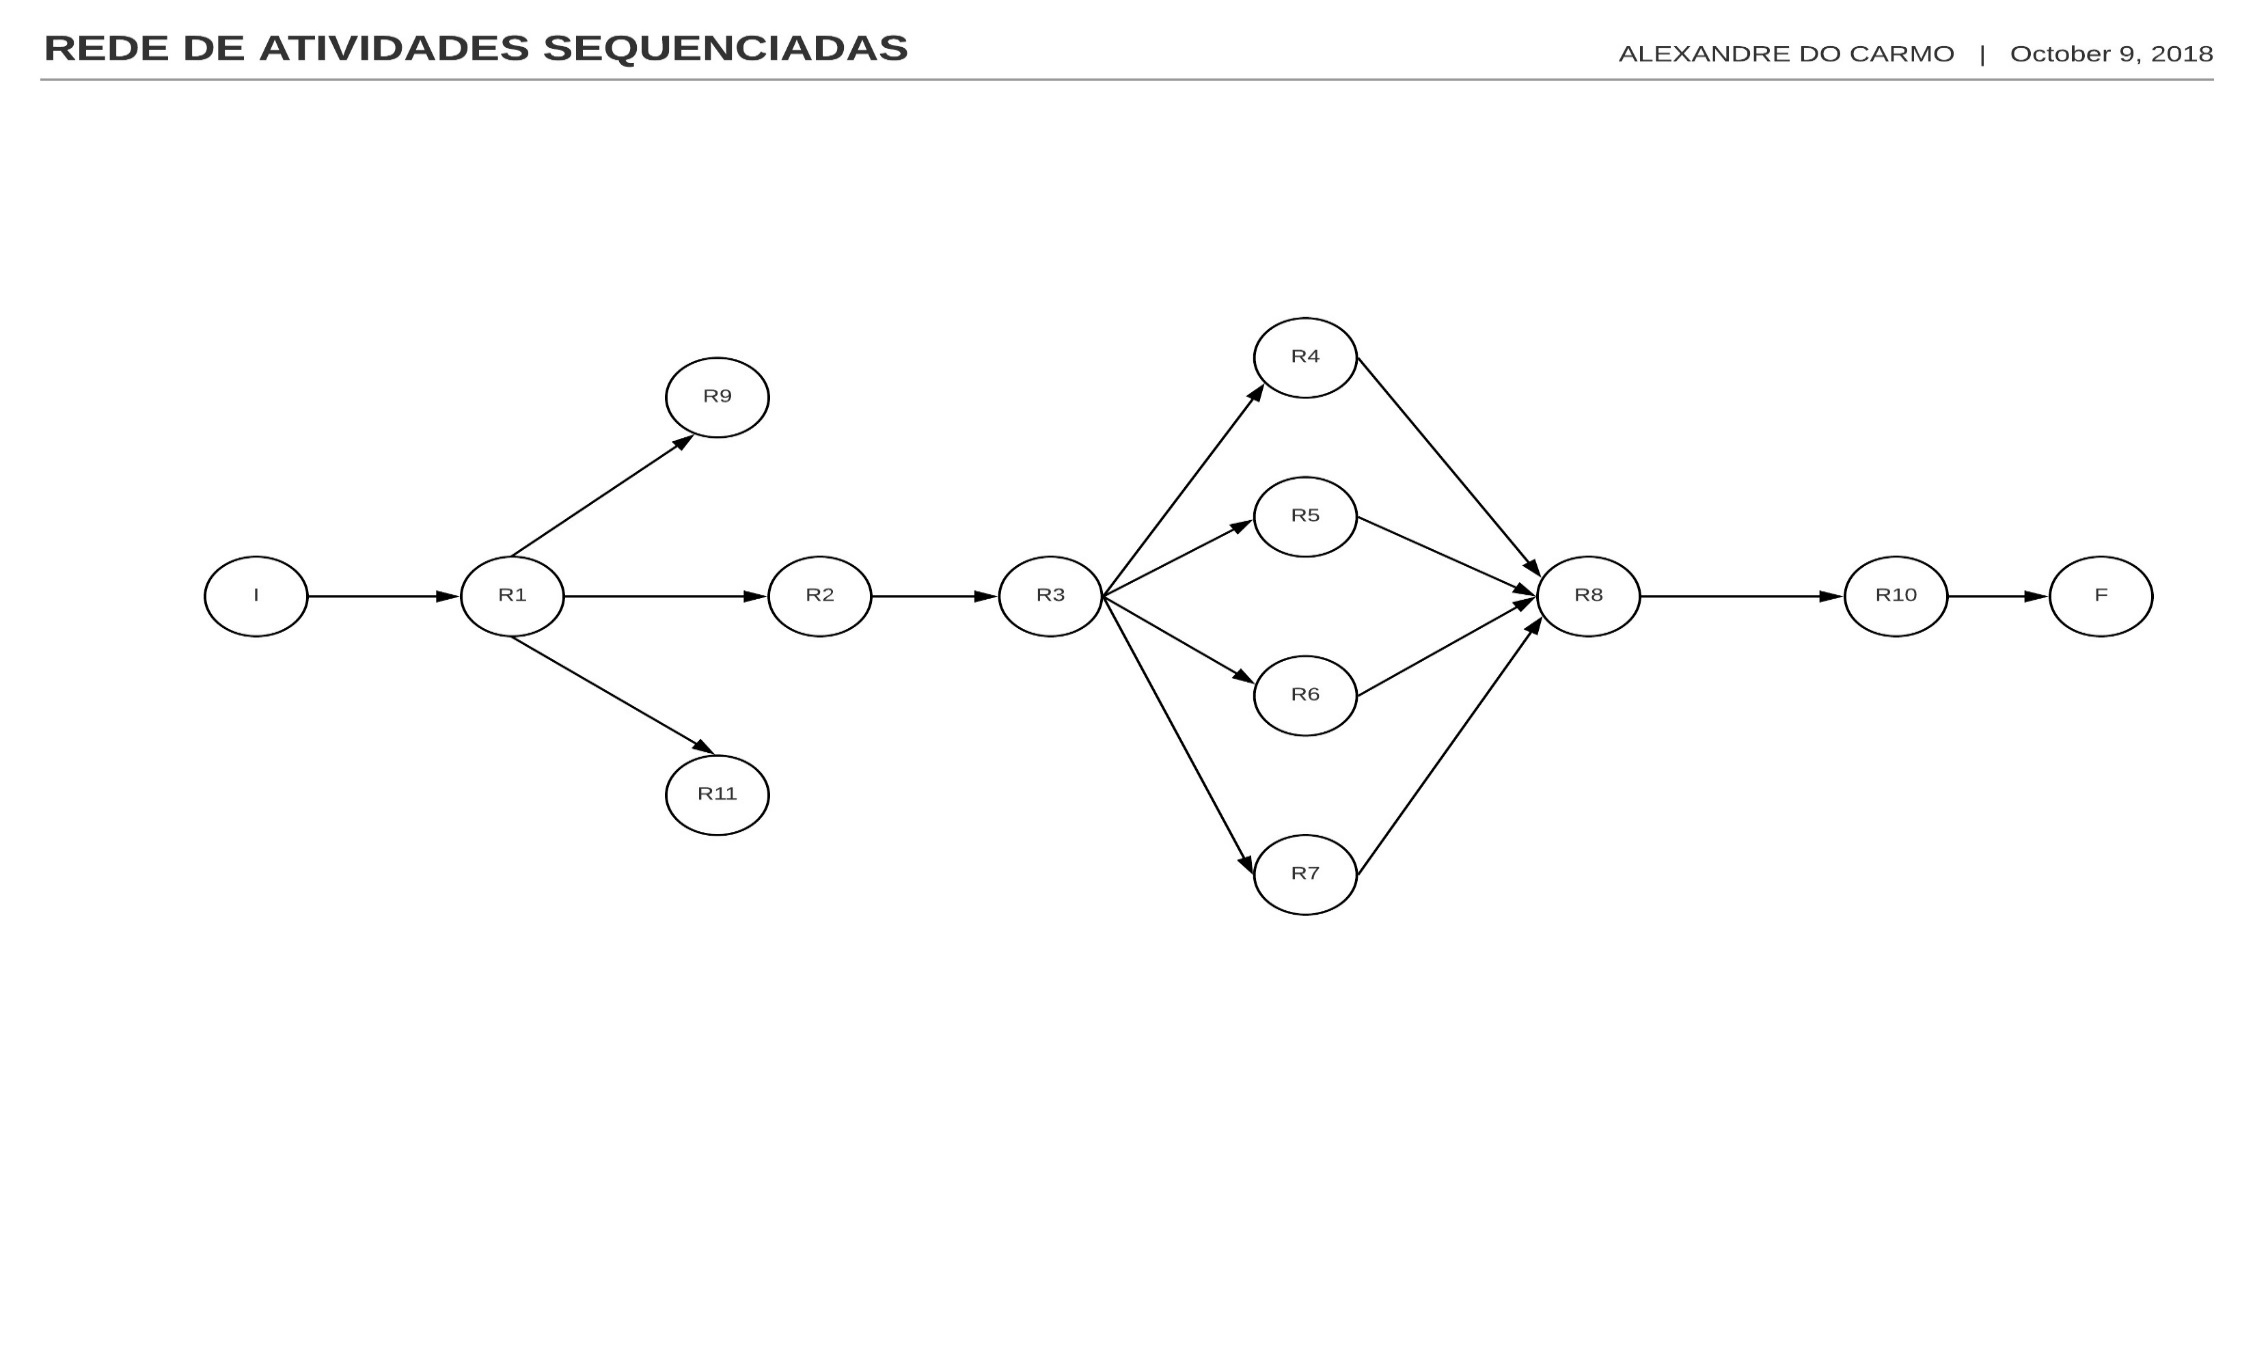 REDE DE ATIVIDADES SEQUENCIADAS
ALEXANDRE DO CARMO | October 9, 2018
R4
R9
R5
I
R1
R2
R3
R8
R10
F
R6
R11
R7